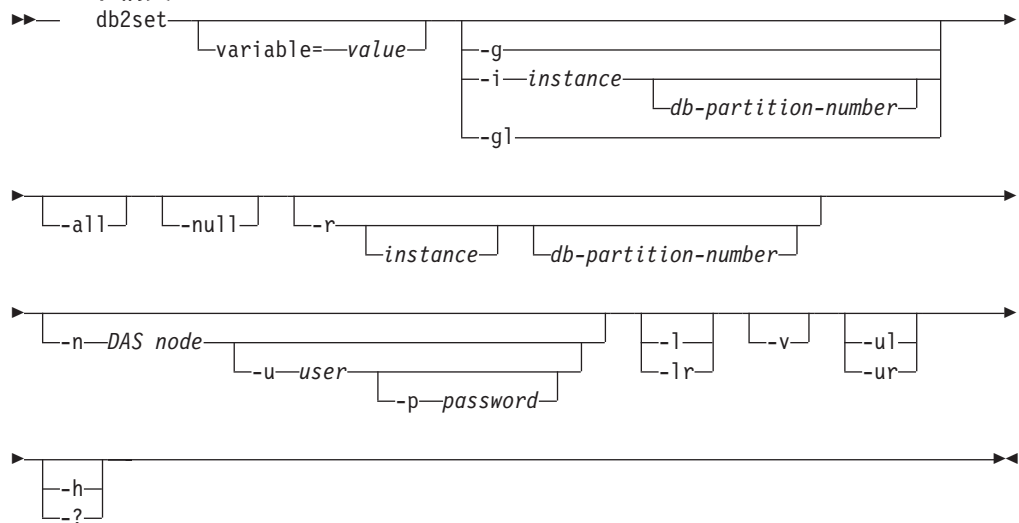 db2set
variable= value
-g
-i instance
db-partition-number
-gl
-all -null -r
instance db-partition-number
-n DAS node -l -v -ul
-u user -lr -ur
-p password
-h
-?